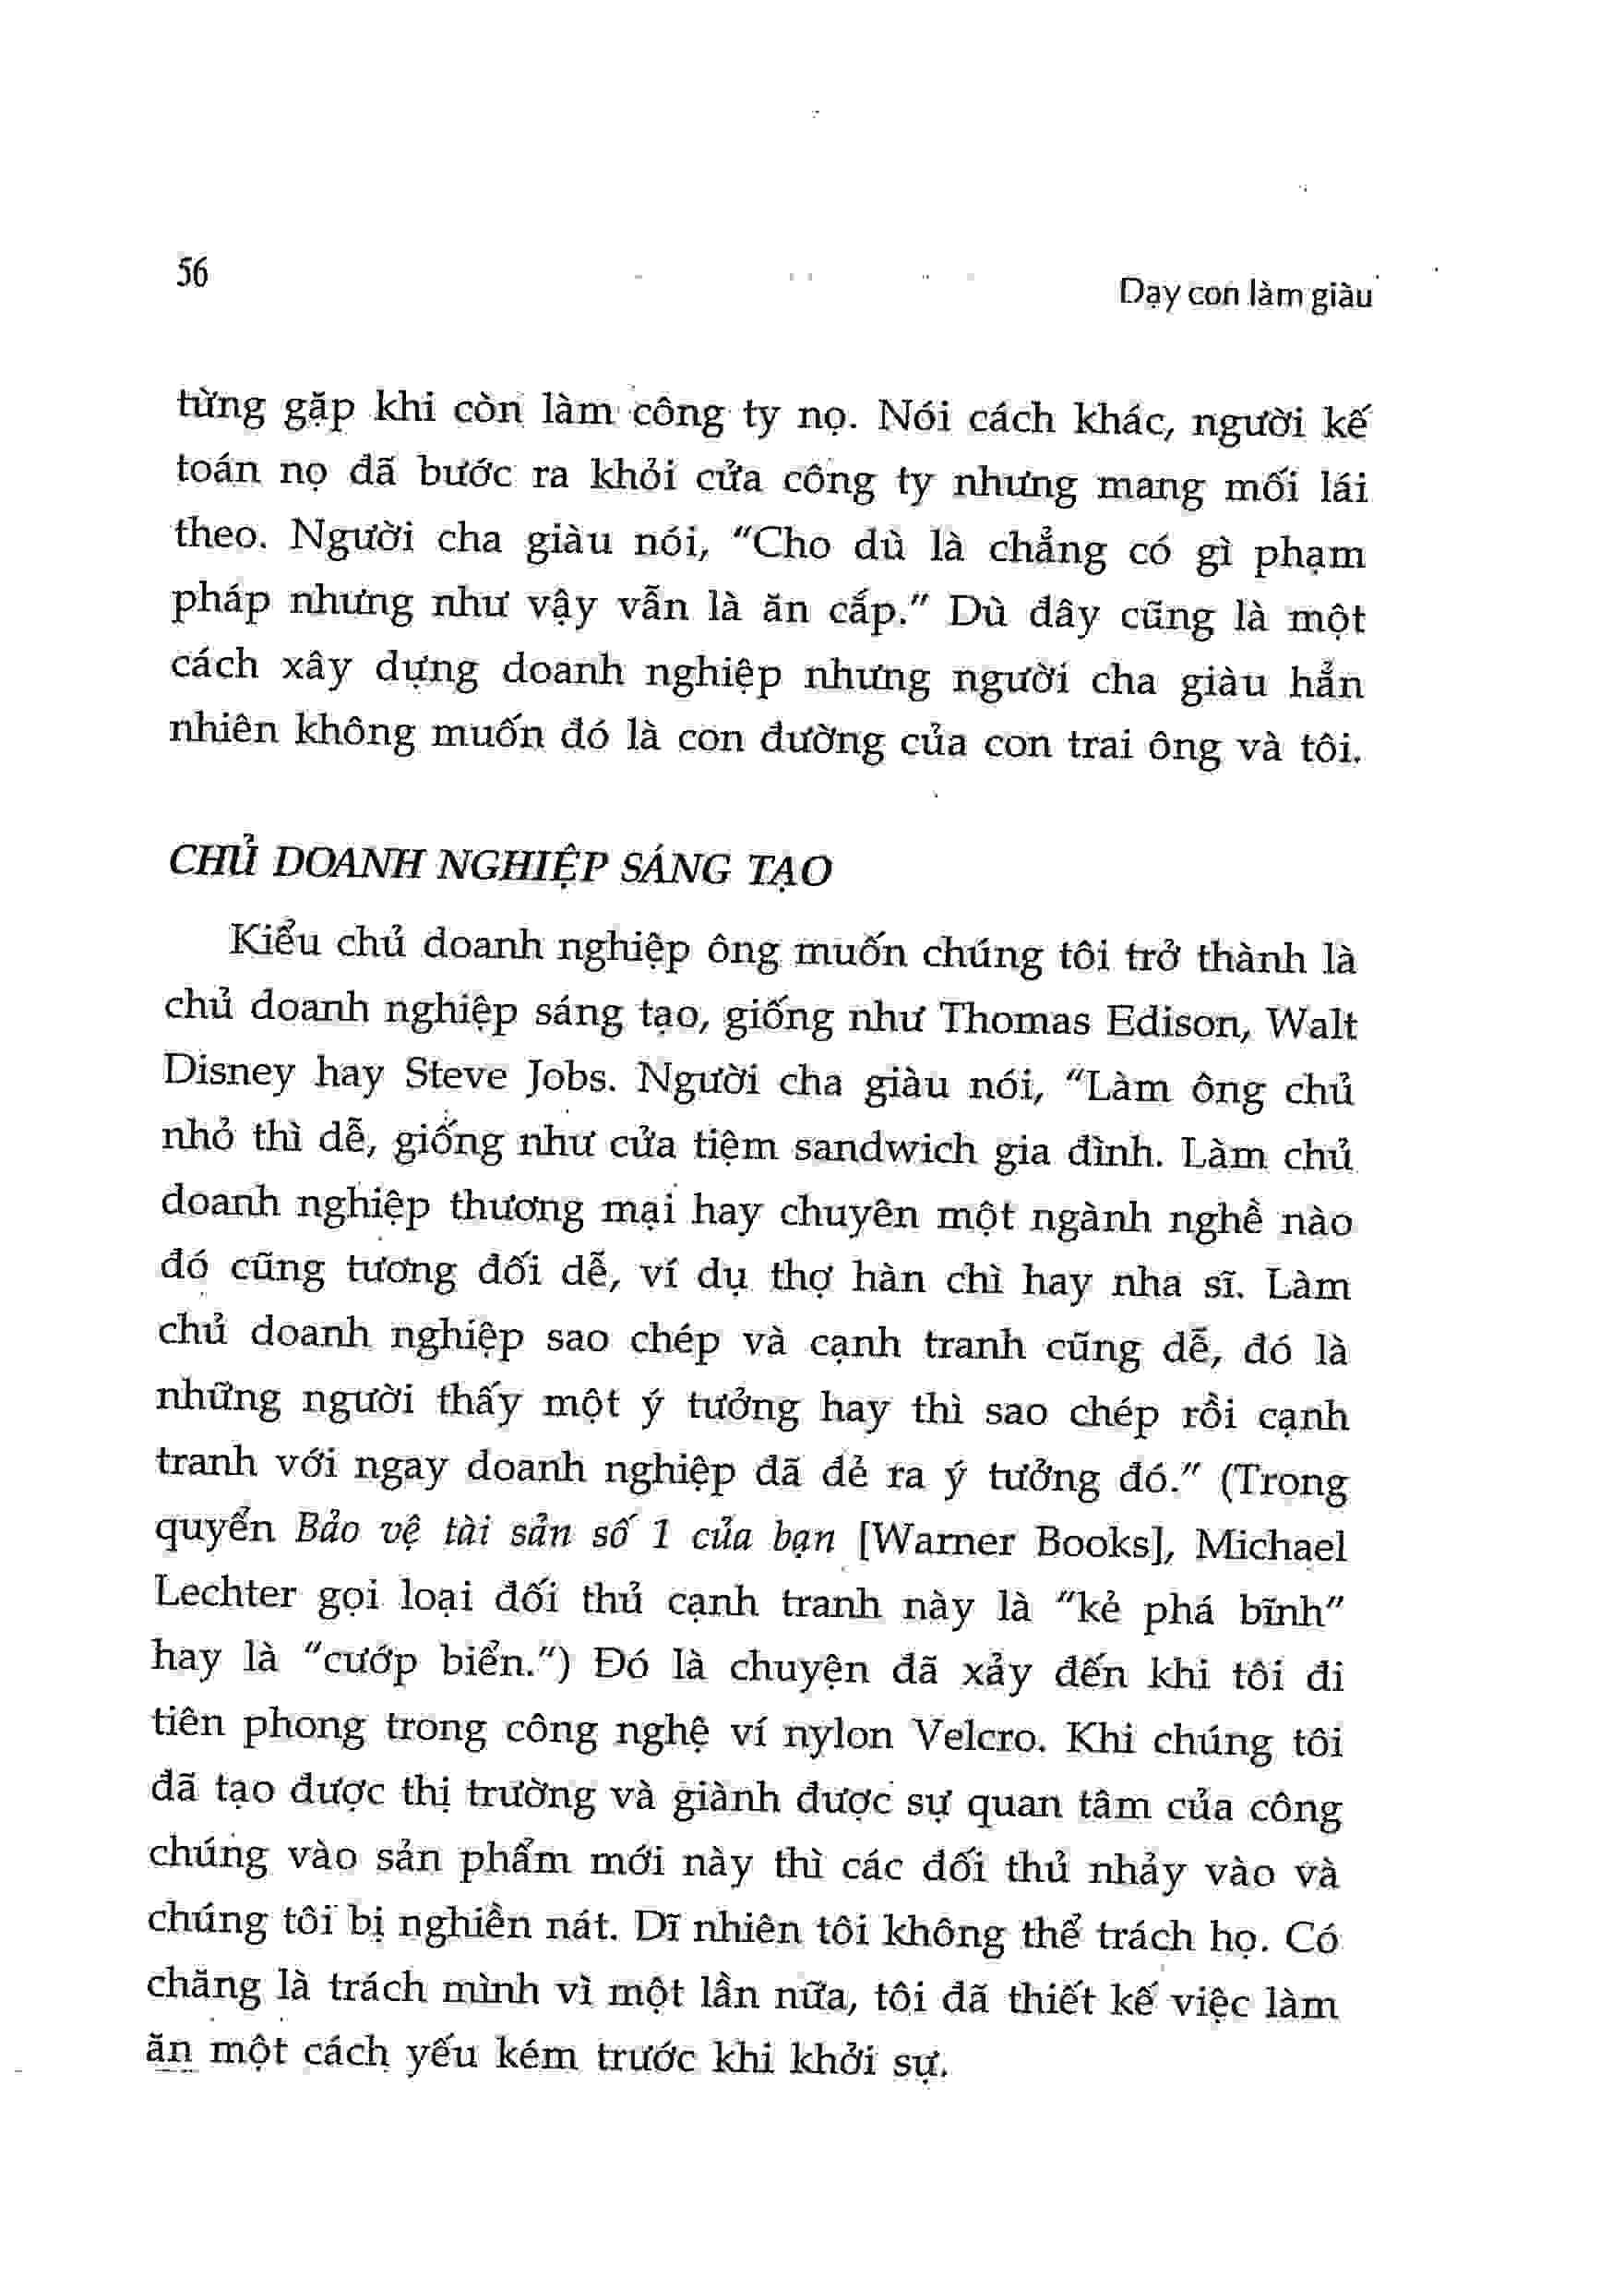 56
Dạy con làm giàu
từng gặp khi còn làm công ty nọ. Nói cách khác, người kế
toán nọ đã bước ra khỏi cửa công ty nhưng mang mối lái
theo. Người cha giàu nói, "Cho dù là chẳng có gì phạm
pháp nhưng như vậy vẫn là ăn cắp." Dù đây cũng là một
cách xây dựng doanh nghiệp nhưng người cha giàu hẳn
nhiên không muốn đó là con đường của con trai ông và tôi.
CHỦ DOANH NGHIỆP SÁNG TẠO
Kiểu chủ doanh nghiệp ông muốn chúng tôi trở thành là
chủ doanh nghiệp sáng tạo, giống như Thomas Edison, Walt
Disney hay Steve Jobs. Người cha giàu nói, "Làm ông chủ
nhỏ thì dễ, giống như cửa tiệm sandwich gia đình. Làm chủ
doanh nghiệp thương mại hay chuyên một ngành nghề nào
đó cũng tương đối dễ, ví dụ thợ hàn chì hay nha sĩ. Làm
chủ doanh nghiệp sao chép và cạnh tranh cũng dễ, đó là
những người thấy một ý tưởng hay thì sao chép rồi cạnh
tranh với ngay doanh nghiệp đã đẻ ra ý tưởng đó." (Trong
quyển Bảo vệ tài sản số 1 của bạn [Warner Books], Michael
Lechter gọi loại đối thủ cạnh tranh này là "kẻ phá bĩnh"
hay là "cướp biển.") Đó là chuyện đã xảy đến khi tôi đi
tiên phong trong công nghệ ví nylon Velcro. Khi chúng tôi
đã tạo được thị trường và giành được sự quan tâm của công
chúng vào sản phẩm mới này thì các đối thủ nhảy vào và
chúng tôi bị nghiền nát. Dĩ nhiên tôi không thể trách họ. Có
chăng là trách mình vì một lần nữa, tôi đã thiết kế việc làm
ăn một cách yếu kém trước khi khởi sự.